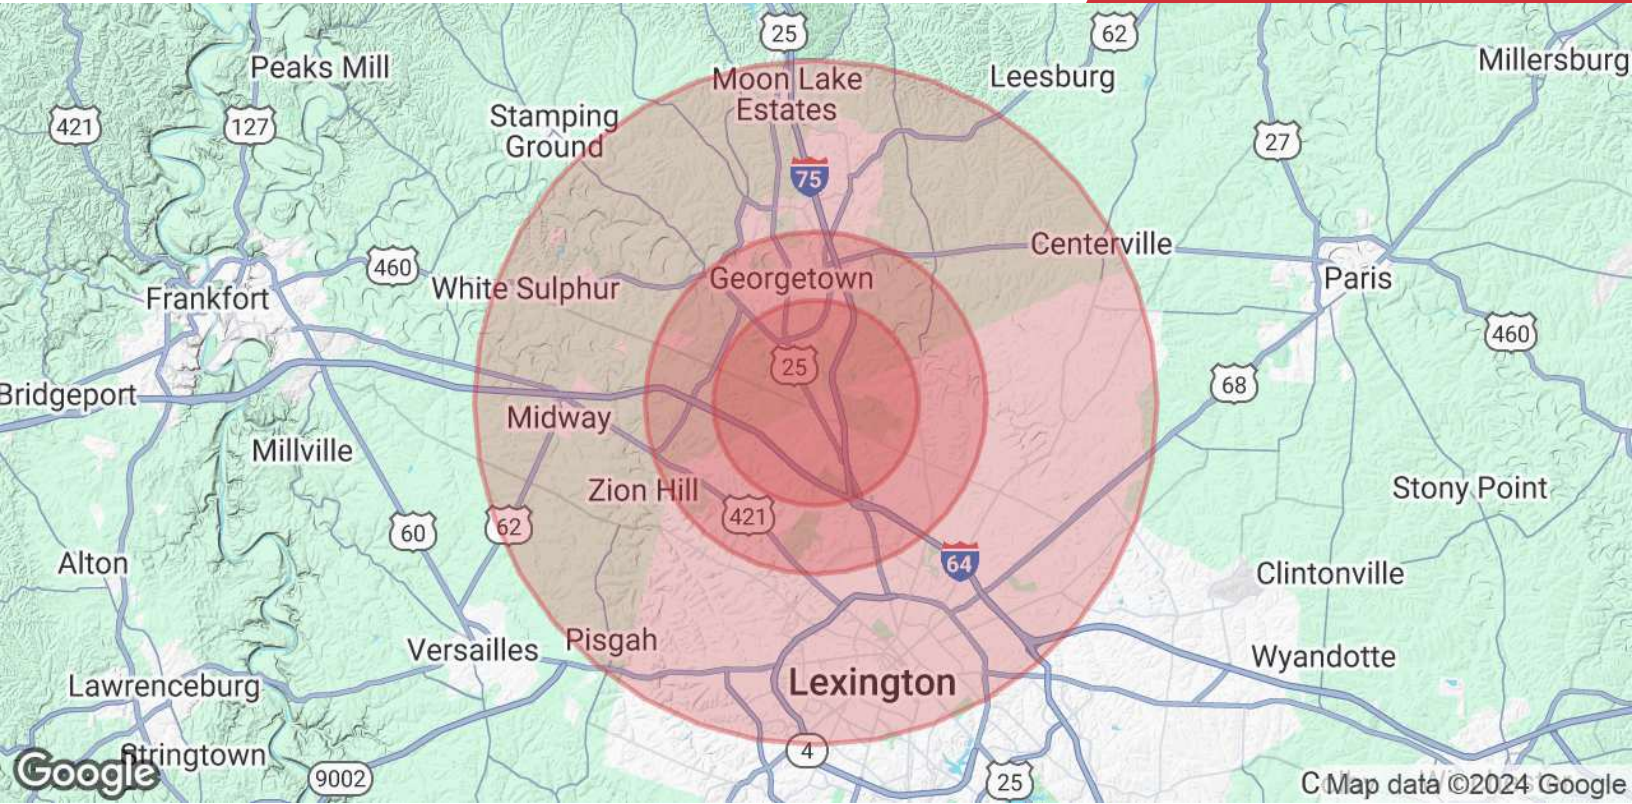 25
62
Peaks Mill
Moon Lake
Estates
Leesburg
Millersburg
421
127
Stamping
Ground
27
75
Centerville
460
White Sulphur
Georgetown
Paris
Frankfort
460
25
68
Bridgeport
Midway
Millville
Zion Hill
Stony Point
421
62
60
64
Alton
Clintonville
Versailles
Pisgah
Wyandotte
Lawrenceburg
Lexington
Stringtown
4
Google
9002
25
Map data ©2024 Google